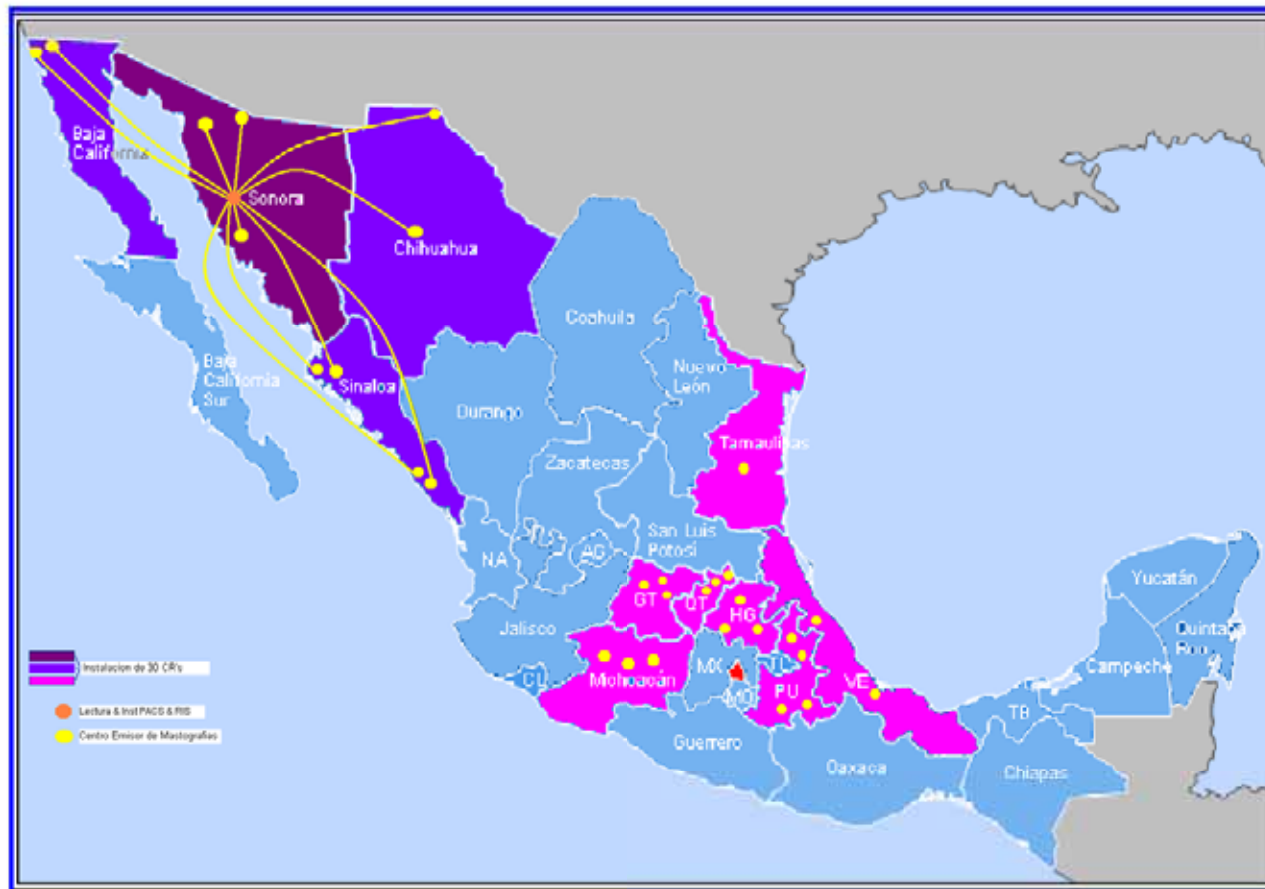 Baja
California
Sonora
Chihuahua
Coahuila
Baja
California
Sur
Sinaloa
Nuevo
León
Durango
Tamaulipas
Zacatecas
San Luis
Potosí
NA
AG
GT
QT
HG
Jalisco
Yucatán
Quintana
Roo
Campeche
MX
TL
CL
Michoacán
MO
PU
VE
TB
Guerrero
Oaxaca
Chiapas
Instalacion de 30 CR's
Lectura & Inst PACS & RIS
Centro Emisor de Mastografias